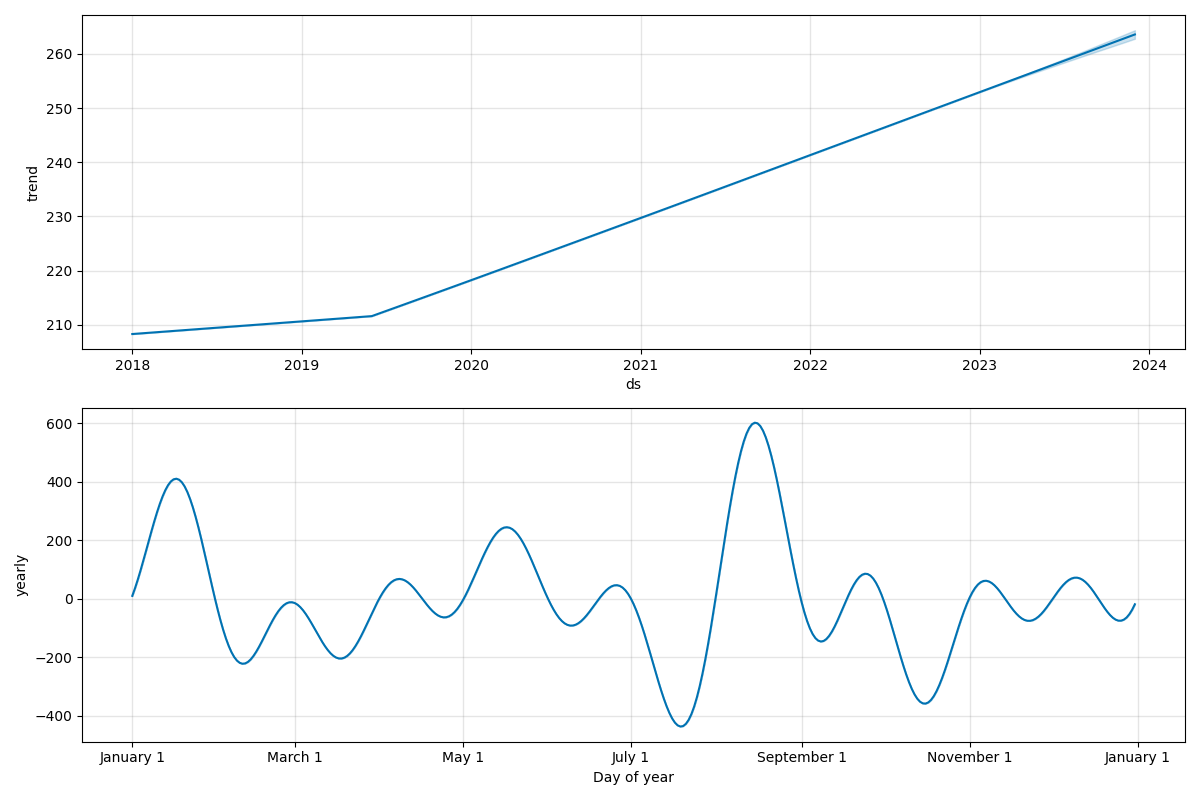 trend
260
250
240
230
220
210
2018 2019 2020 2021 2022 2023 2024
ds
yearly
600
400
200
0
−200
−400
January 1 March 1 May 1 July 1 September 1 November 1 January 1
Day of year